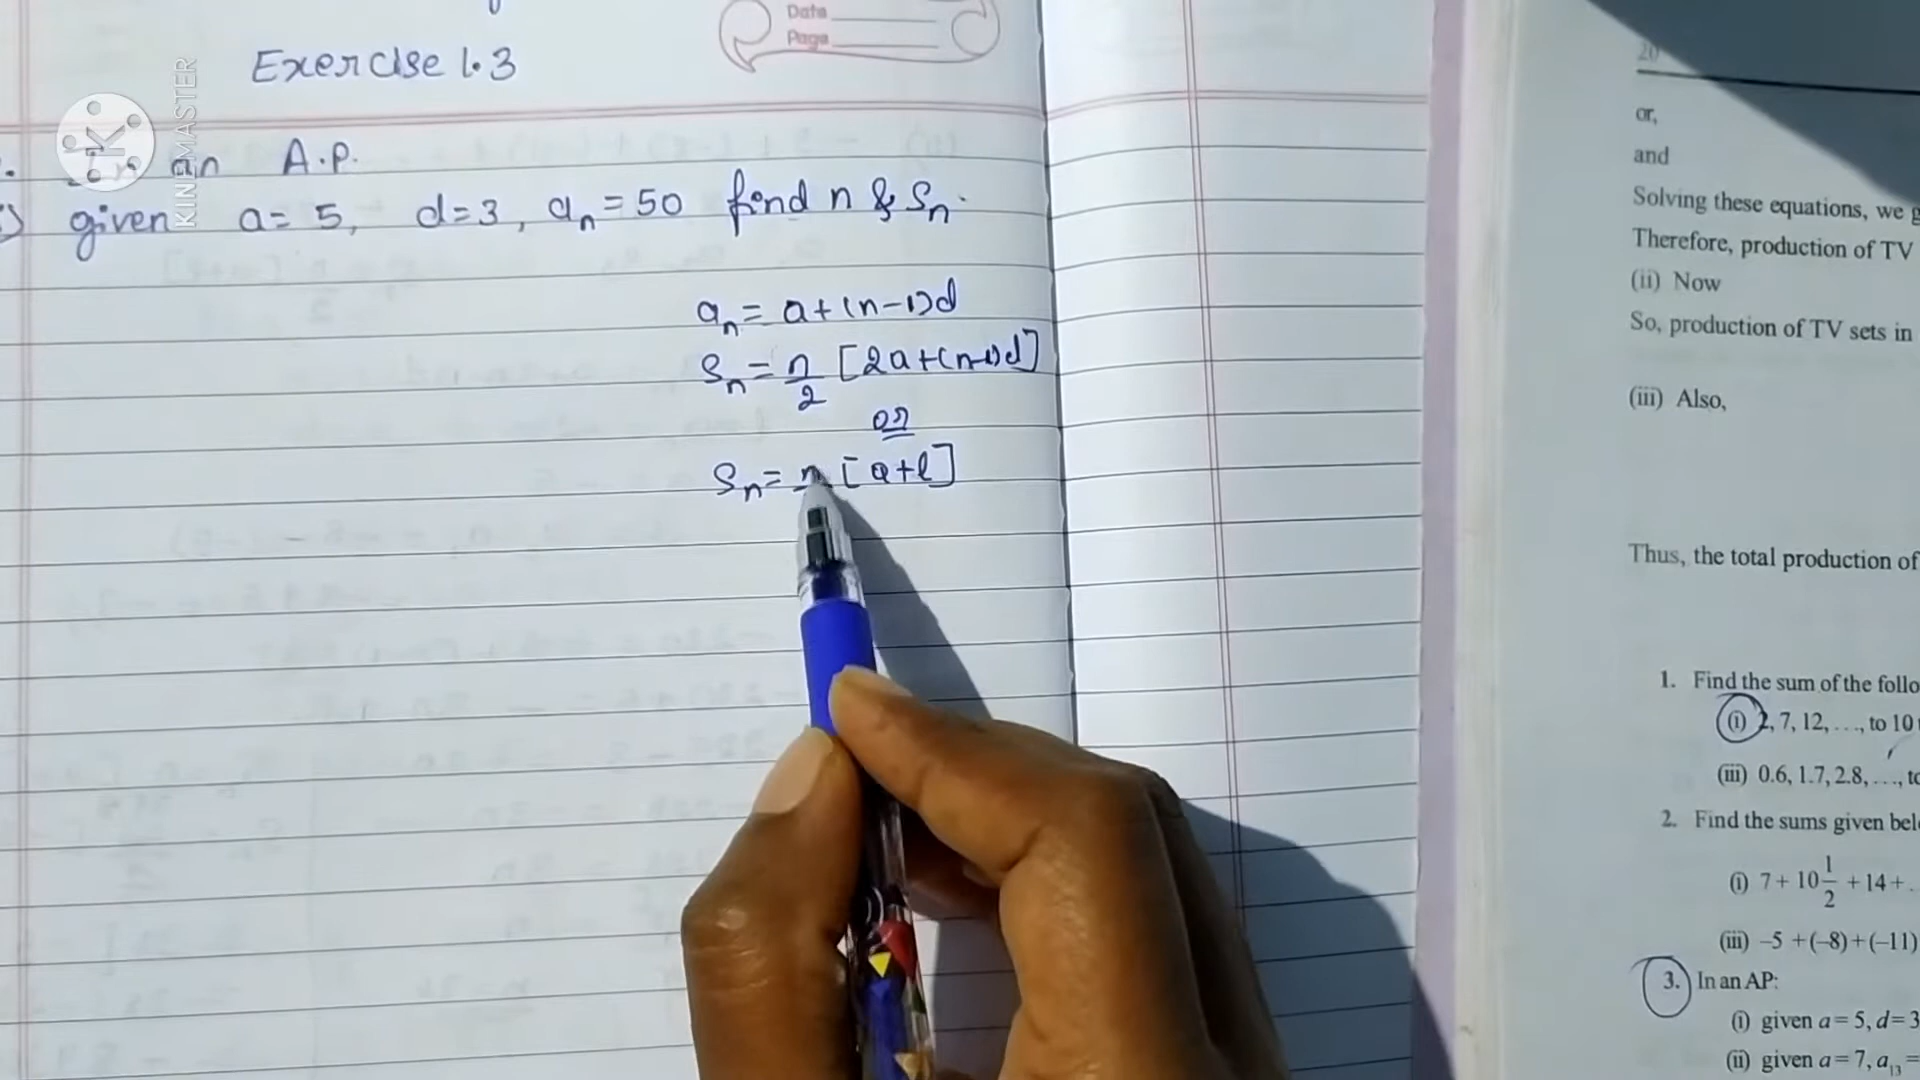 Date
Page
Exercise 1.3
KINEMASTER
In an A.P.
i) given a = 5, d = 3, aₙ = 50 find n & Sₙ.
aₙ = a + (n-1)d
Sₙ = n/2 [2a + (n-1)d]
or
Sₙ = n [a + l]
20
or,
and
Solving these equations, we
Therefore, production of TV
(ii) Now
So, production of TV sets in
(iii) Also,
Thus, the total production of
1. Find the sum of the
(i) 2, 7, 12, . . ., to 10
(iii) 0.6, 1.7, 2.8, . . .,
2. Find the sums given
(i) 7 + 10 1/2 + 14 + .
(iii) –5 + (–8) + (–11)
3. In an AP:
(i) given a = 5, d = 3
(ii) given a = 7, a₁₃ =